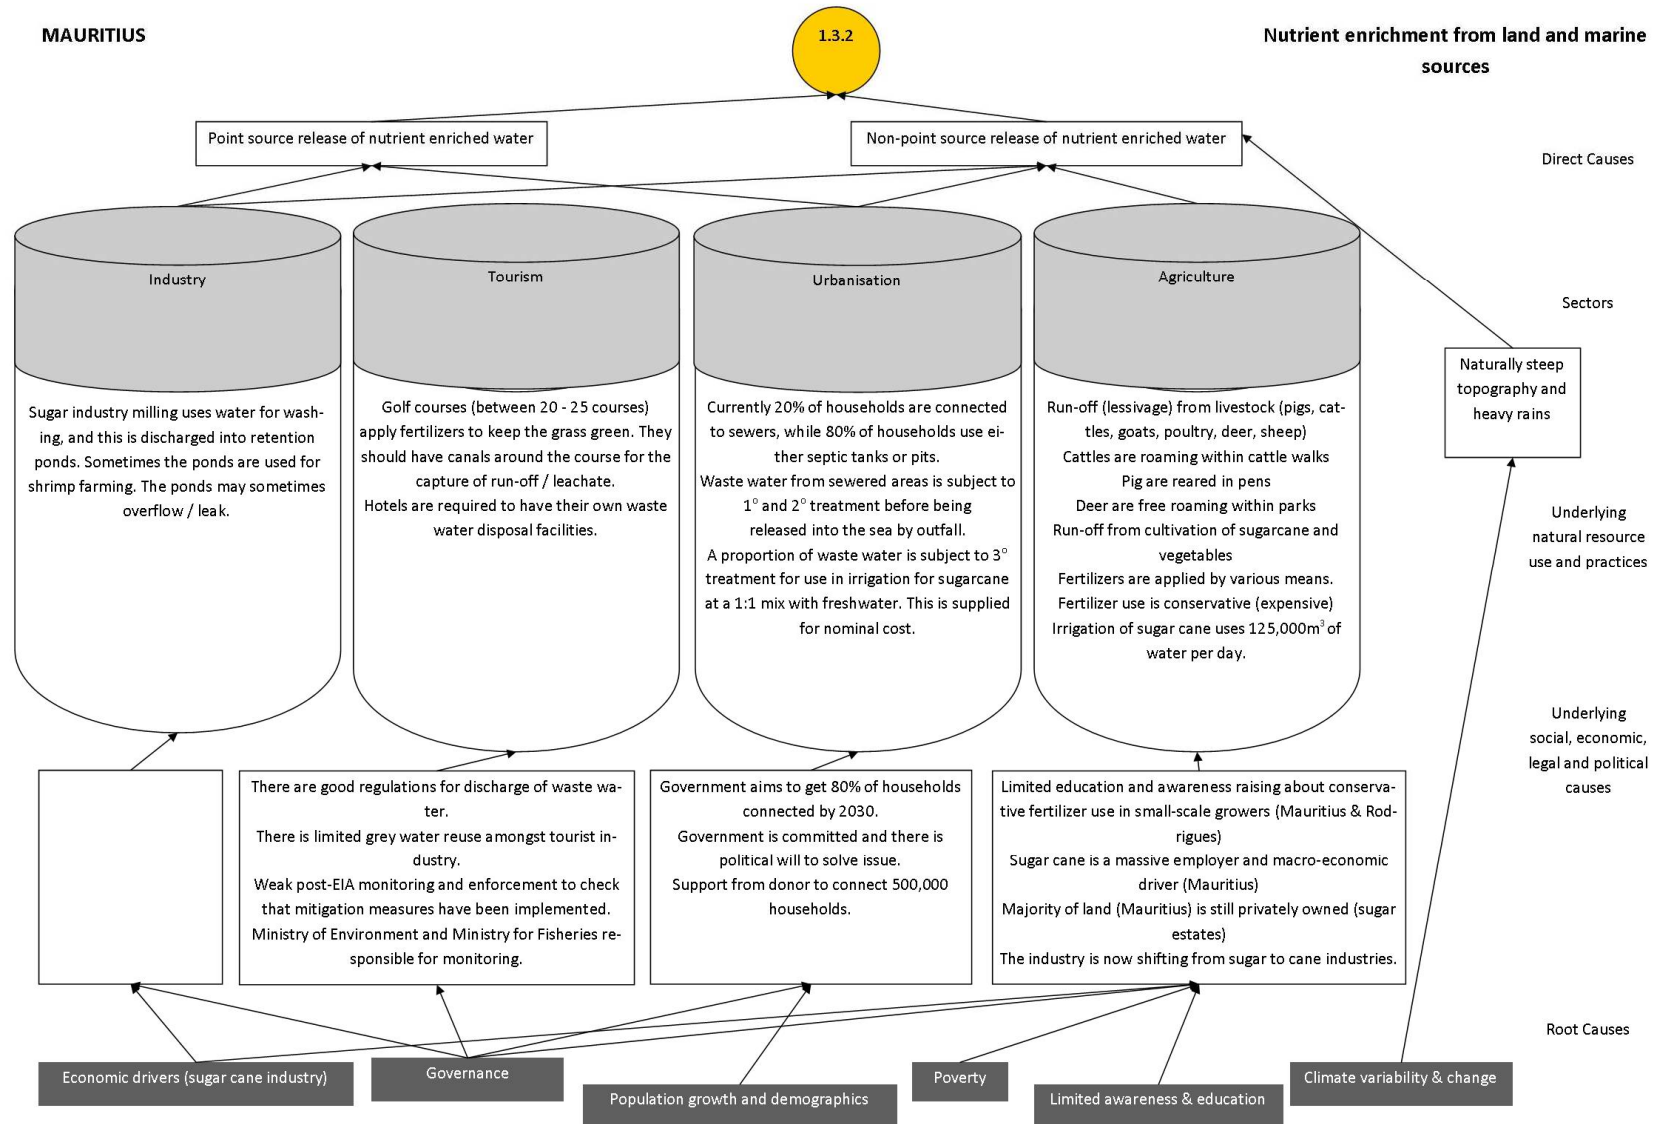 MAURITIUS
1.3.2
Nutrient enrichment from land and marine
sources
Point source release of nutrient enriched water
Non-point source release of nutrient enriched water
Direct Causes
Industry
Tourism
Urbanisation
Agriculture
Sectors
Naturally steep
topography and
heavy rains
Sugar industry milling uses water for wash-
ing, and this is discharged into retention
ponds. Sometimes the ponds are used for
shrimp farming. The ponds may sometimes
overflow / leak.
Golf courses (between 20 - 25 courses)
apply fertilizers to keep the grass green. They
should have canals around the course for the
capture of run-off / leachate.
Hotels are required to have their own waste
water disposal facilities.
Currently 20% of households are connected
to sewers, while 80% of households use ei-
ther septic tanks or pits.
Waste water from sewered areas is subject to
1° and 2° treatment before being
released into the sea by outfall.
A proportion of waste water is subject to 3°
treatment for use in irrigation for sugarcane
at a 1:1 mix with freshwater. This is supplied
for nominal cost.
Run-off (lessivage) from livestock (pigs, cat-
tles, goats, poultry, deer, sheep)
Cattles are roaming within cattle walks
Pig are reared in pens
Deer are free roaming within parks
Run-off from cultivation of sugarcane and
vegetables
Fertilizers are applied by various means.
Fertilizer use is conservative (expensive)
Irrigation of sugar cane uses 125,000m³ of
water per day.
Underlying
natural resource
use and practices
Underlying
social, economic,
legal and political
causes
There are good regulations for discharge of waste wa-
ter.
There is limited grey water reuse amongst tourist in-
dustry.
Weak post-EIA monitoring and enforcement to check
that mitigation measures have been implemented.
Ministry of Environment and Ministry for Fisheries re-
sponsible for monitoring.
Government aims to get 80% of households
connected by 2030.
Government is committed and there is
political will to solve issue.
Support from donor to connect 500,000
households.
Limited education and awareness raising about conserva-
tive fertilizer use in small-scale growers (Mauritius & Rod-
rigues)
Sugar cane is a massive employer and macro-economic
driver (Mauritius)
Majority of land (Mauritius) is still privately owned (sugar
estates)
The industry is now shifting from sugar to cane industries.
Root Causes
Economic drivers (sugar cane industry)
Governance
Population growth and demographics
Poverty
Limited awareness & education
Climate variability & change